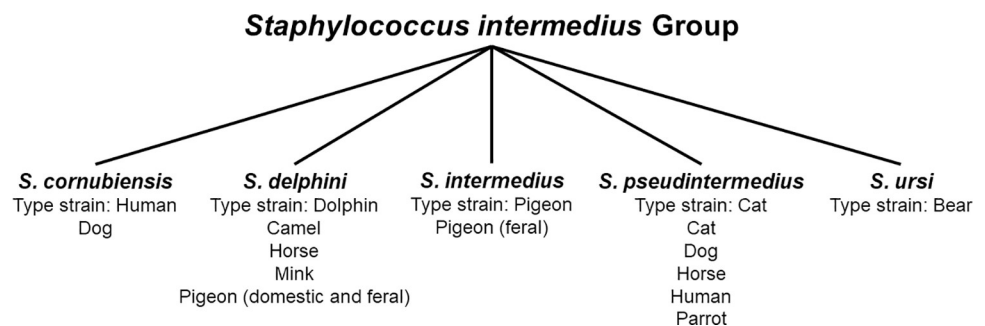 Staphylococcus intermedius Group
S. cornubiensis
Type strain: Human
Dog
S. delphini
Type strain: Dolphin
Camel
Horse
Mink
Pigeon (domestic and feral)
S. intermedius
Type strain: Pigeon
Pigeon (feral)
S. pseudintermedius
Type strain: Cat
Cat
Dog
Horse
Human
Parrot
S. ursi
Type strain: Bear